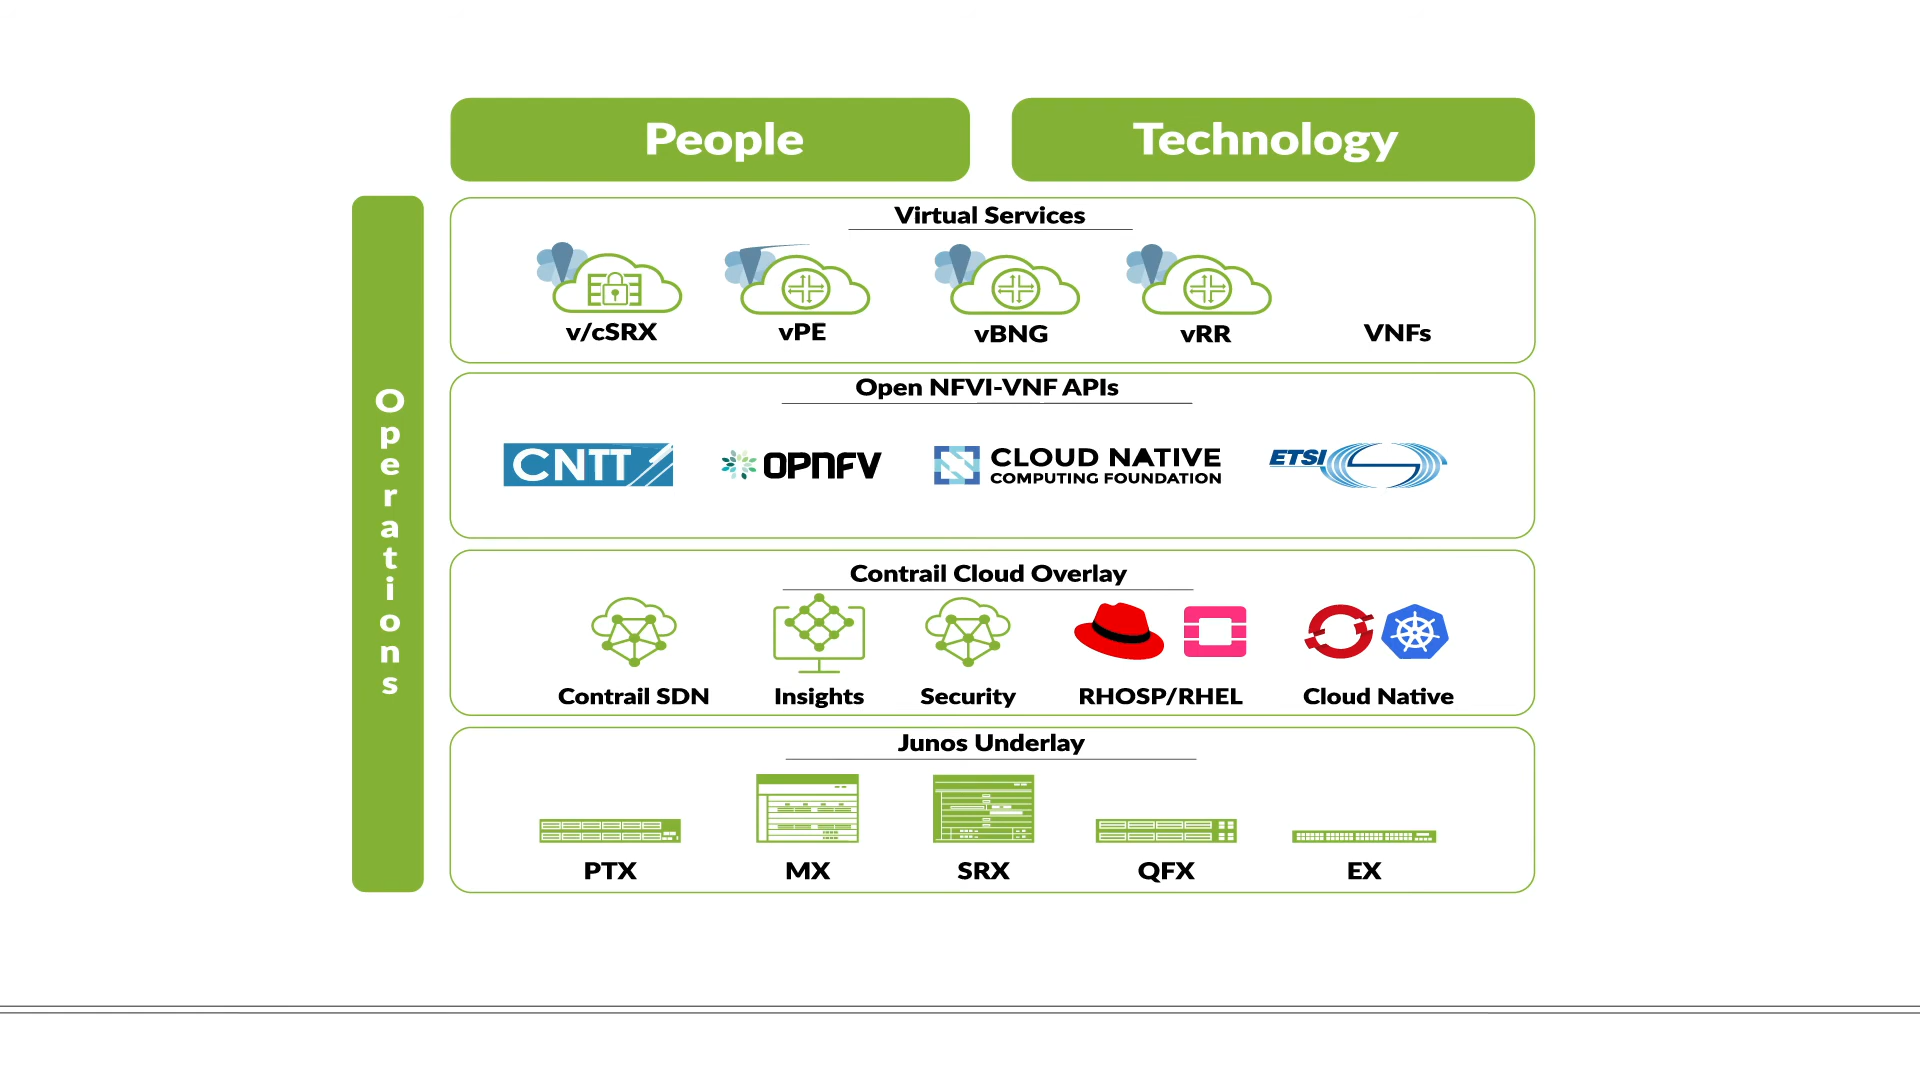 People
Technology
Operations
Virtual Services
v/cSRX
vPE
vBNG
vRR
VNFs
Open NFVI-VNF APIs
CNTT
OPNFV
CLOUD NATIVE
COMPUTING FOUNDATION
ETSI
Contrail Cloud Overlay
Contrail SDN
Insights
Security
RHOSP/RHEL
Cloud Native
Junos Underlay
PTX
MX
SRX
QFX
EX